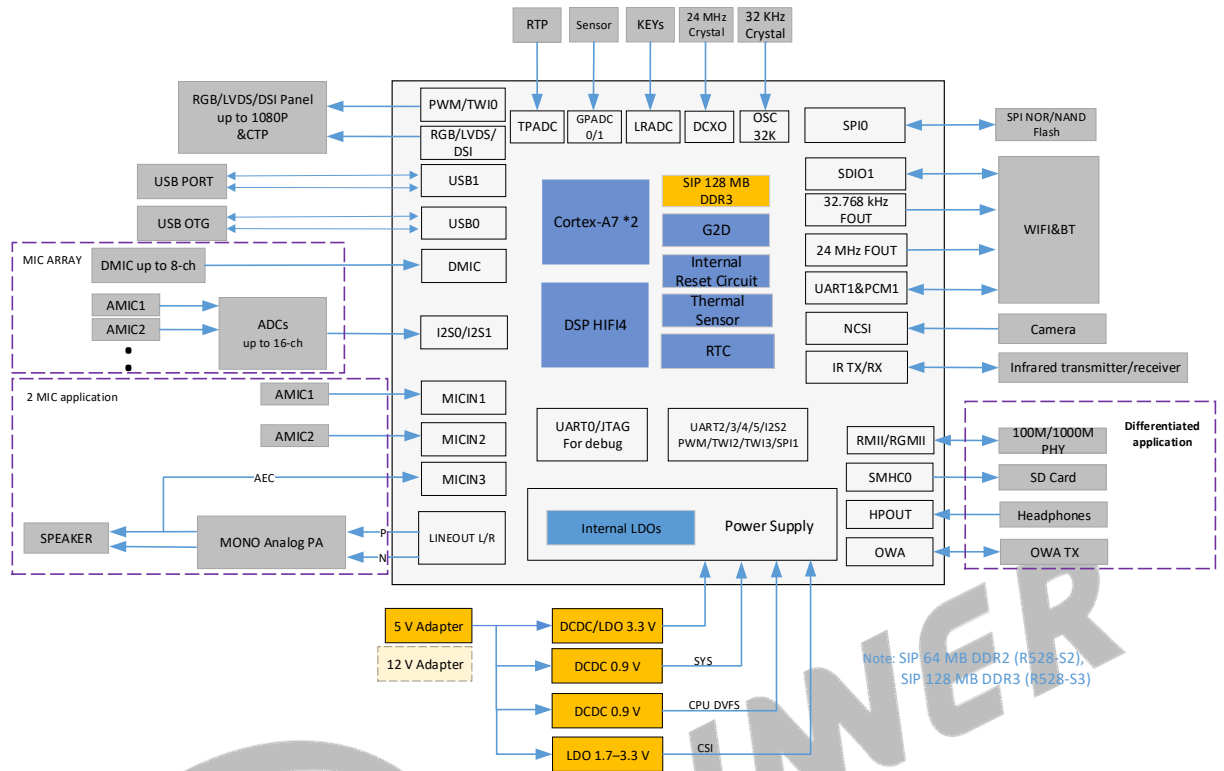 RTP
Sensor
KEYs
24 MHz
Crystal
32 KHz
Crystal
RGB/LVDS/DSI Panel
up to 1080P
&CTP
PWM/TWI0
RGB/LVDS/
DSI
TPADC
GPADC
0/1
LRADC
DCXO
OSC
32K
SPI0
SPI NOR/NAND
Flash
USB PORT
USB1
USB OTG
USB0
MIC ARRAY
DMIC up to 8-ch
DMIC
AMIC1
AMIC2
ADCs
up to 16-ch
I2S0/I2S1
Cortex-A7 *2
DSP HIFI4
SIP 128 MB
DDR3
G2D
Internal
Reset Circuit
Thermal
Sensor
RTC
SDIO1
32.768 kHz
FOUT
24 MHz FOUT
UART1&PCM1
WIFI&BT
NCSI
Camera
IR TX/RX
Infrared transmitter/receiver
2 MIC application
AMIC1
MICIN1
AMIC2
MICIN2
AEC
MICIN3
SPEAKER
MONO Analog PA
P
N
LINEOUT L/R
UART0/JTAG
For debug
UART2/3/4/5/I2S2
PWM/TWI2/TWI3/SPI1
Internal LDOs
Power Supply
RMII/RGMII
100M/1000M
PHY
Differentiated
application
SMHC0
SD Card
HPOUT
Headphones
OWA
OWA TX
5 V Adapter
12 V Adapter
DCDC/LDO 3.3 V
DCDC 0.9 V
SYS
DCDC 0.9 V
CPU DVFS
LDO 1.7–3.3 V
CSI
Note: SIP 64 MB DDR2 (R528-S2),
SIP 128 MB DDR3 (R528-S3)